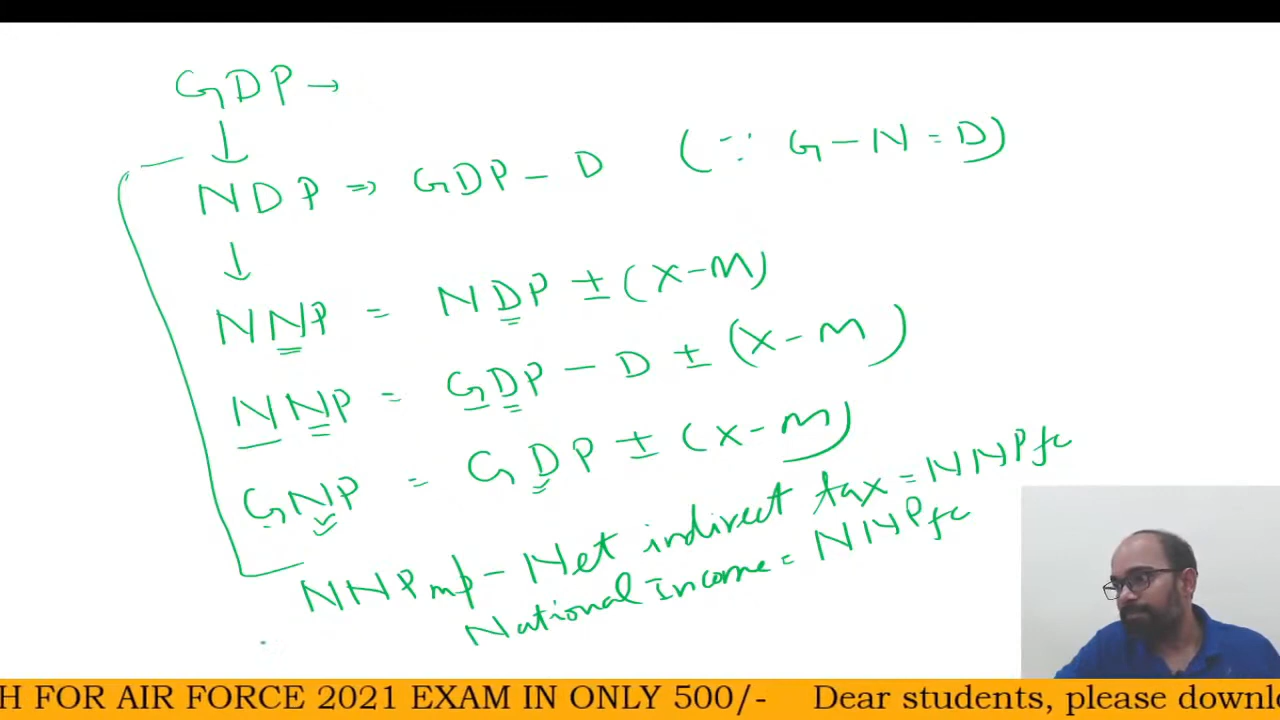 GDP →
↓
NDP ⇒ GDP - D (∵ G - N = D)
↓
NNP = NDP ± (X-M)
NNP = GDP - D ± (X-M)
GNP = GDP ± (X-M)
NNPmp - Net indirect tax = NNPfc
National Income = NNPfc
H FOR AIR FORCE 2021 EXAM IN ONLY 500/- Dear students, please downl